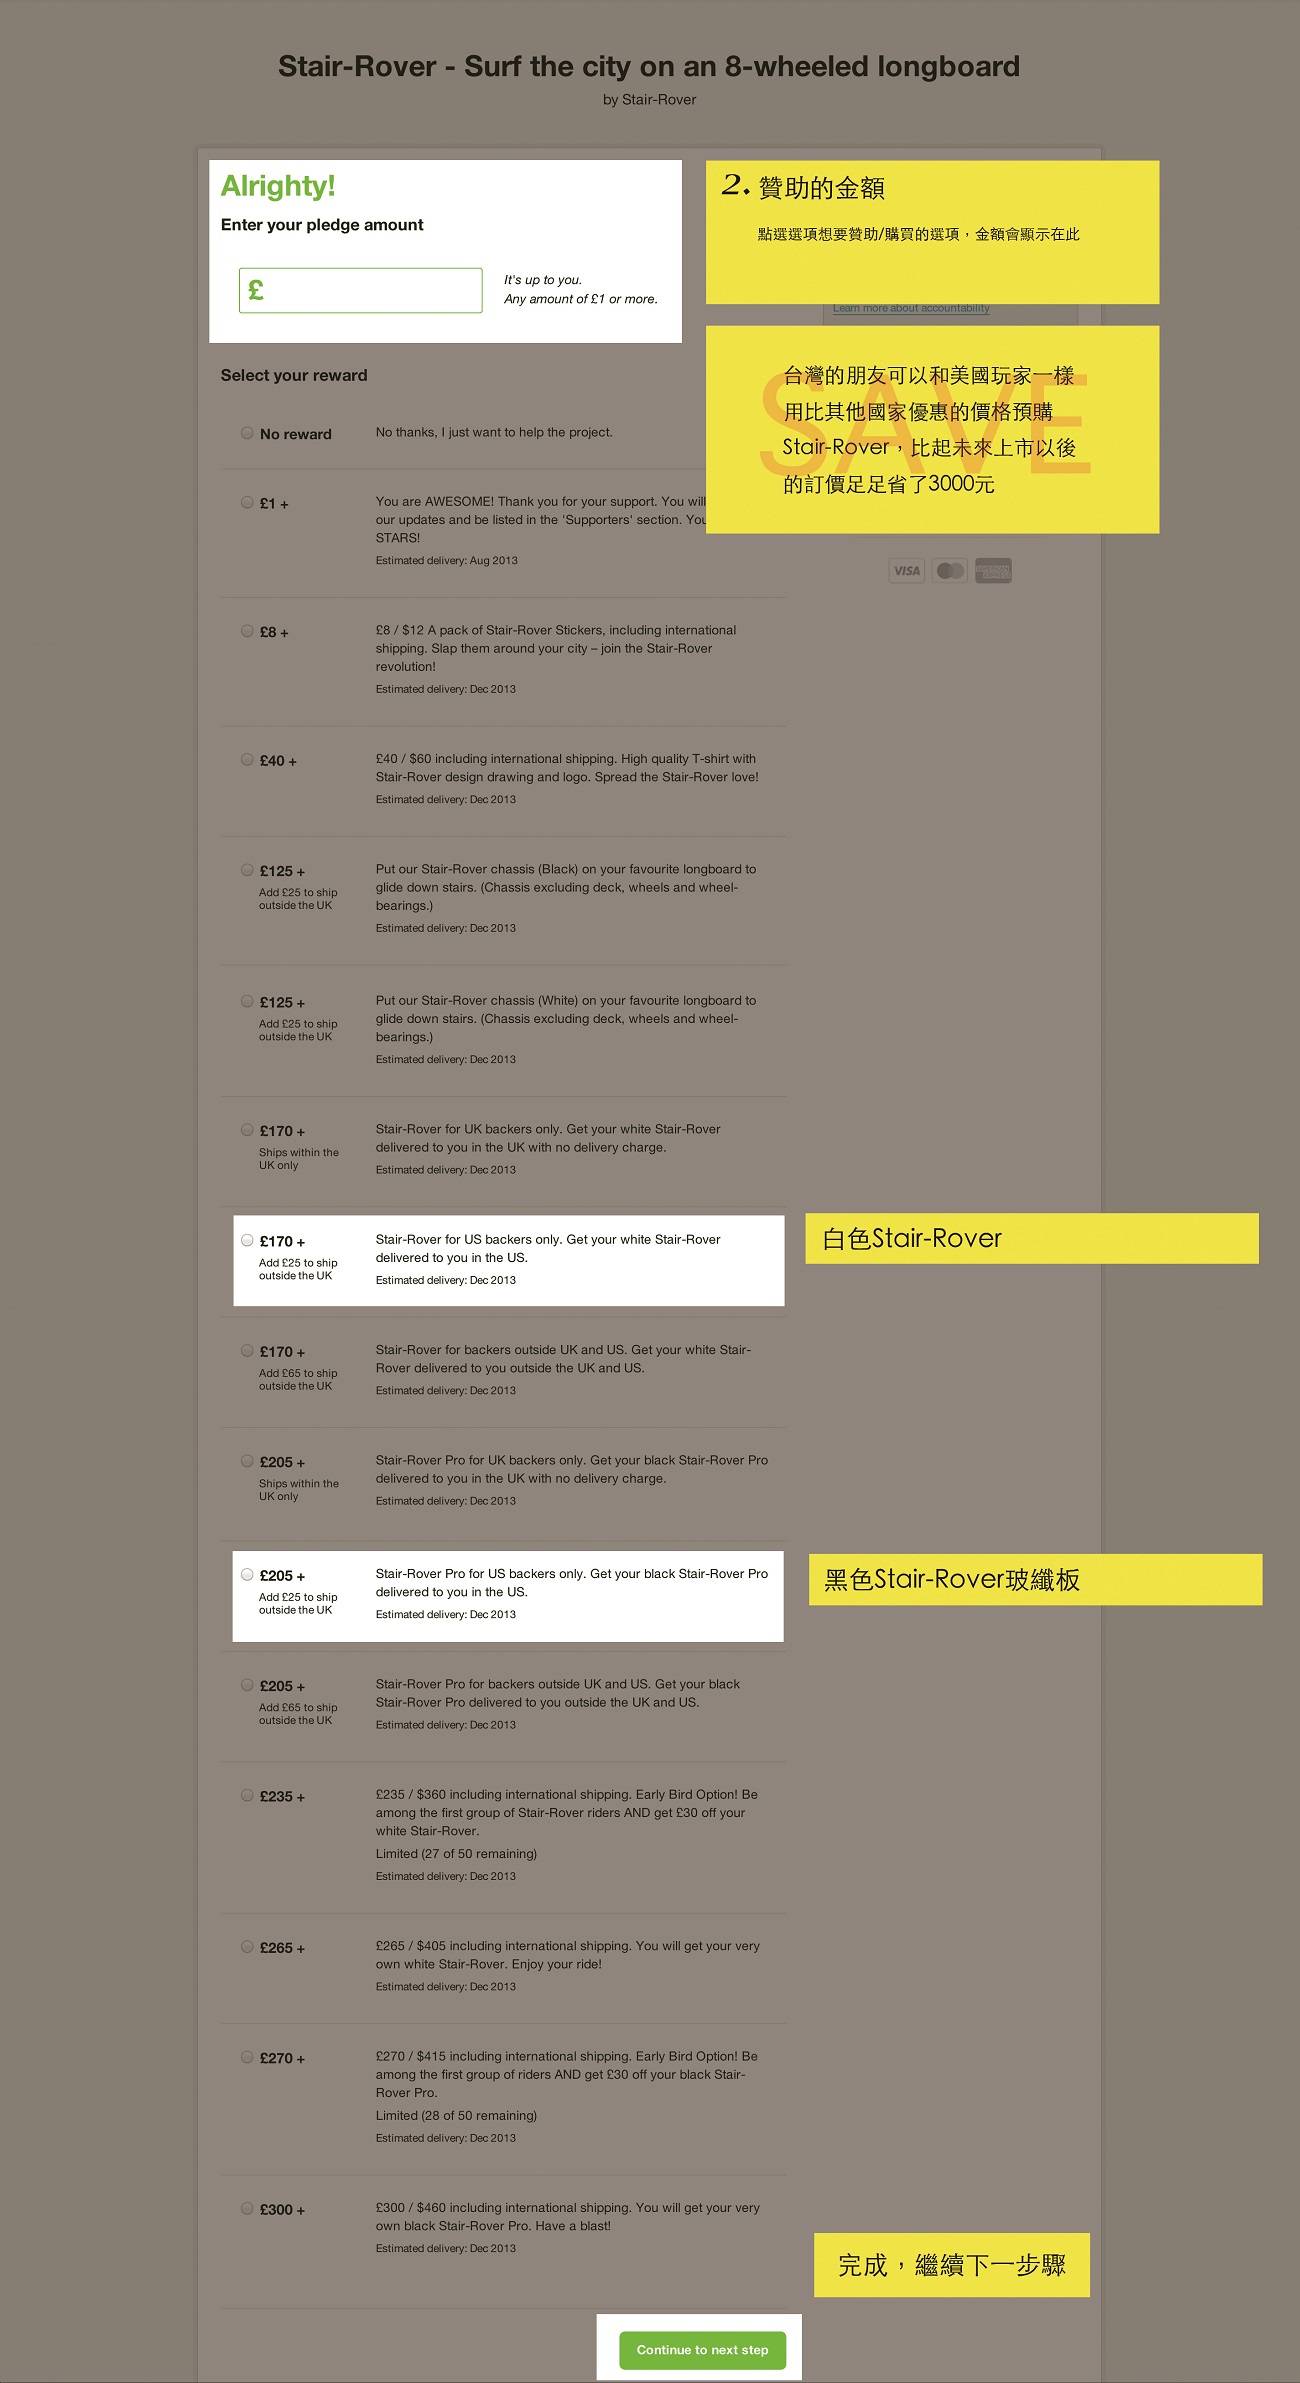 Stair-Rover - Surf the city on an 8-wheeled longboard
by Stair-Rover
Alrighty!
Enter your pledge amount
£
It's up to you.
Any amount of £1 or more.
2. 贊助的金額
點選選項想要贊助/購買的選項，金額會顯示在此
Learn more about accountability
SAVE
台灣的朋友可以和美國玩家一樣
用比其他國家優惠的價格預購
Stair-Rover，比起未來上市以後
的訂價足足省了3000元
VISA
AMERICAN EXPRESS
Select your reward
No reward
No thanks, I just want to help the project.
£1 +
You are AWESOME! Thank you for your support. You will
our updates and be listed in the 'Supporters' section. You
STARS!
Estimated delivery: Aug 2013
£8 +
£8 / $12 A pack of Stair-Rover Stickers, including international
shipping. Slap them around your city – join the Stair-Rover
revolution!
Estimated delivery: Dec 2013
£40 +
£40 / $60 including international shipping. High quality T-shirt with
Stair-Rover design drawing and logo. Spread the Stair-Rover love!
Estimated delivery: Dec 2013
£125 +
Add £25 to ship
outside the UK
Put our Stair-Rover chassis (Black) on your favourite longboard to
glide down stairs. (Chassis excluding deck, wheels and wheel-
bearings.)
Estimated delivery: Dec 2013
£125 +
Add £25 to ship
outside the UK
Put our Stair-Rover chassis (White) on your favourite longboard to
glide down stairs. (Chassis excluding deck, wheels and wheel-
bearings.)
Estimated delivery: Dec 2013
£170 +
Ships within the
UK only
Stair-Rover for UK backers only. Get your white Stair-Rover
delivered to you in the UK with no delivery charge.
Estimated delivery: Dec 2013
£170 +
Add £25 to ship
outside the UK
Stair-Rover for US backers only. Get your white Stair-Rover
delivered to you in the US.
Estimated delivery: Dec 2013
白色Stair-Rover
£170 +
Add £65 to ship
outside the UK
Stair-Rover for backers outside UK and US. Get your white Stair-
Rover delivered to you outside the UK and US.
Estimated delivery: Dec 2013
£205 +
Ships within the
UK only
Stair-Rover Pro for UK backers only. Get your black Stair-Rover Pro
delivered to you in the UK with no delivery charge.
Estimated delivery: Dec 2013
£205 +
Add £25 to ship
outside the UK
Stair-Rover Pro for US backers only. Get your black Stair-Rover Pro
delivered to you in the US.
Estimated delivery: Dec 2013
黑色Stair-Rover玻纖板
£205 +
Add £65 to ship
outside the UK
Stair-Rover Pro for backers outside UK and US. Get your black
Stair-Rover Pro delivered to you outside the UK and US.
Estimated delivery: Dec 2013
£235 +
£235 / $360 including international shipping. Early Bird Option! Be
among the first group of Stair-Rover riders AND get £30 off your
white Stair-Rover.
Limited (27 of 50 remaining)
Estimated delivery: Dec 2013
£265 +
£265 / $405 including international shipping. You will get your very
own white Stair-Rover. Enjoy your ride!
Estimated delivery: Dec 2013
£270 +
£270 / $415 including international shipping. Early Bird Option! Be
among the first group of riders AND get £30 off your black Stair-
Rover Pro.
Limited (28 of 50 remaining)
Estimated delivery: Dec 2013
£300 +
£300 / $460 including international shipping. You will get your very
own black Stair-Rover Pro. Have a blast!
Estimated delivery: Dec 2013
完成，繼續下一步驟
Continue to next step